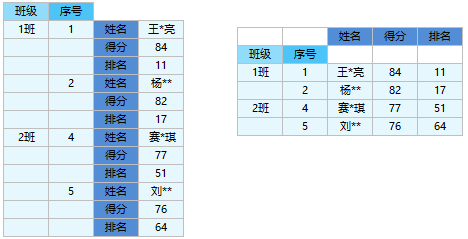 班级 序号
1班 1 姓名 王*亮
得分 84
排名 11
2 姓名 杨**
得分 82
排名 17
2班 4 姓名 赛*琪
得分 77
排名 51
5 姓名 刘**
得分 76
排名 64
姓名 得分 排名
班级 序号
1班 1 王*亮 84 11
2 杨** 82 17
2班 4 赛*琪 77 51
5 刘** 76 64